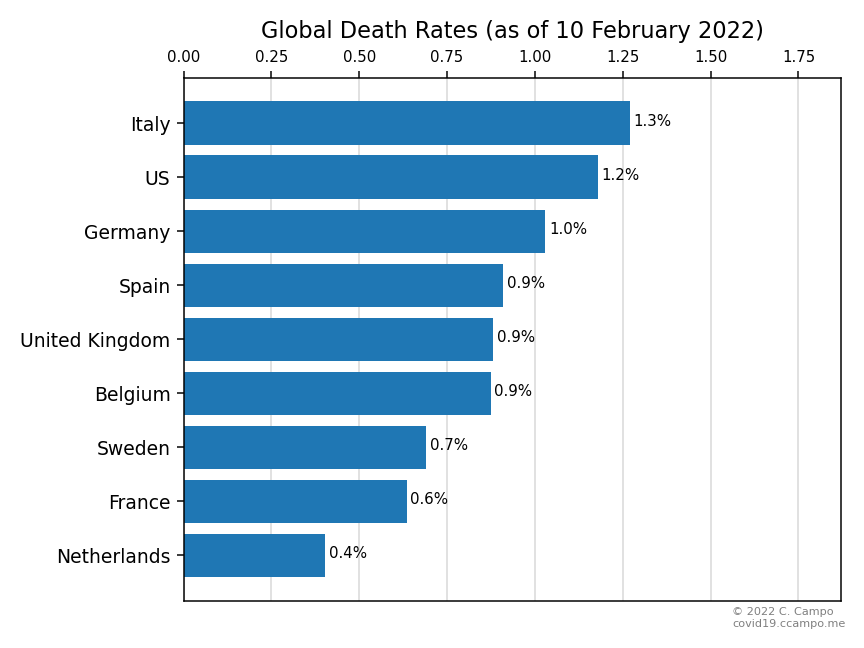 Global Death Rates (as of 10 February 2022)
0.00 0.25 0.50 0.75 1.00 1.25 1.50 1.75
Italy 1.3%
US 1.2%
Germany 1.0%
Spain 0.9%
United Kingdom 0.9%
Belgium 0.9%
Sweden 0.7%
France 0.6%
Netherlands 0.4%
© 2022 C. Campo
covid19.ccampo.me